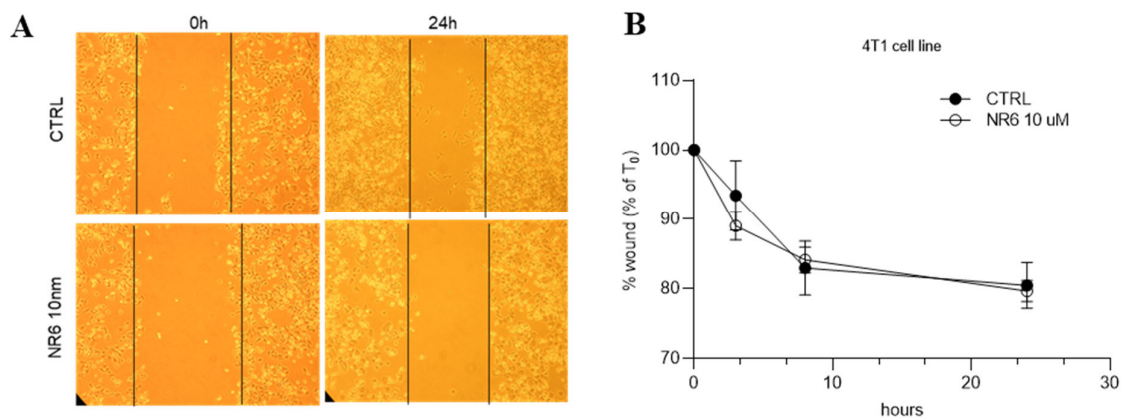 A
0h
24h
CTRL
NR6 10nm
B
4T1 cell line
CTRL
NR6 10 uM
% wound (% of T₀)
110
100
90
80
70
0
10
20
30
hours